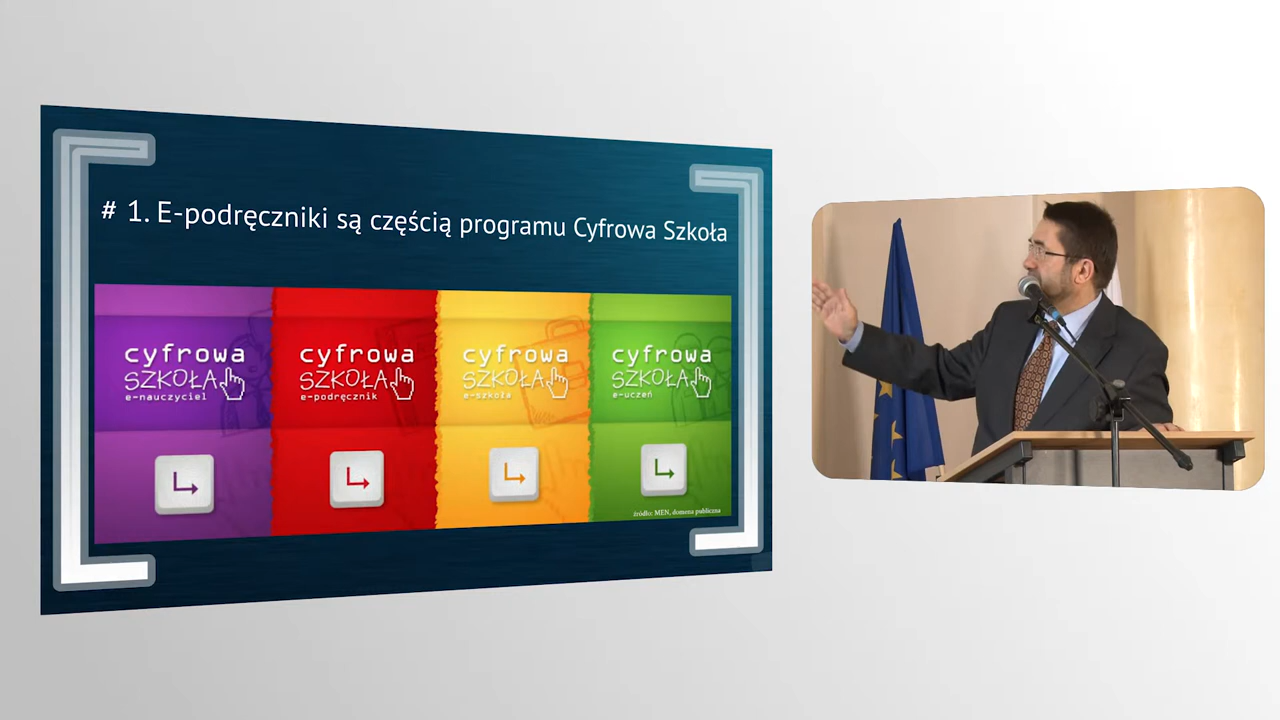 # 1. E-podręczniki są częścią programu Cyfrowa Szkoła
cyfrowa
SZKOŁA
e-nauczyciel
cyfrowa
SZKOŁA
e-podręcznik
cyfrowa
SZKOŁA
e-szkoła
cyfrowa
SZKOŁA
e-uczeń
źródło: MEN, domena publiczna